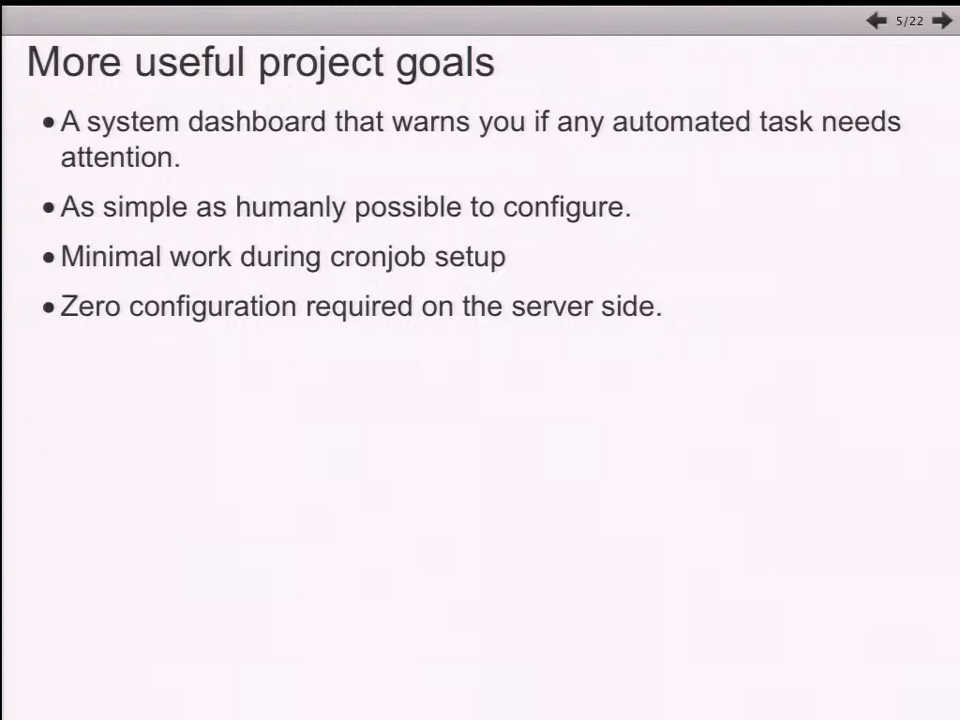 5/22
More useful project goals
• A system dashboard that warns you if any automated task needs
attention.
• As simple as humanly possible to configure.
• Minimal work during cronjob setup
• Zero configuration required on the server side.